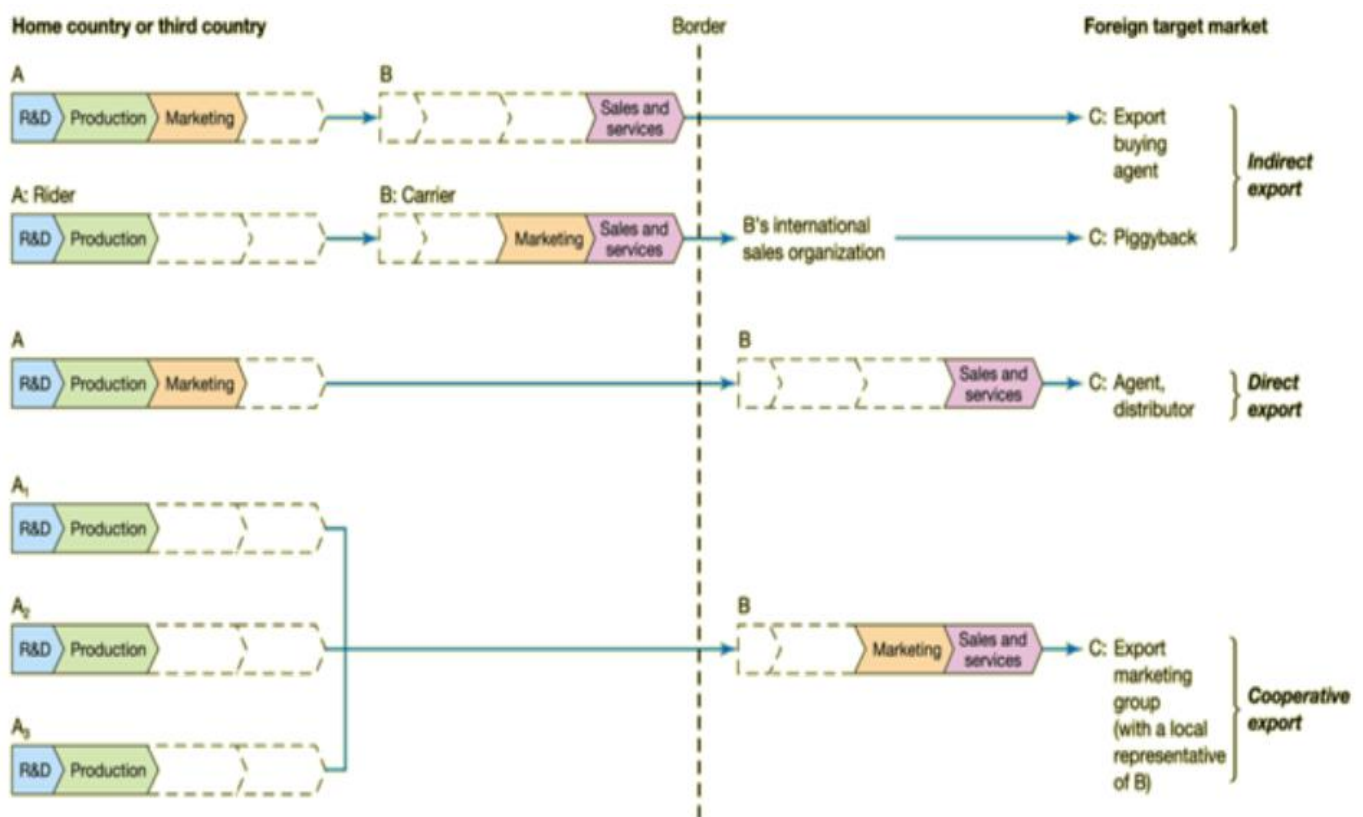 Home country or third country
Border
Foreign target market
A
B
R&D
Production
Marketing
Sales and
services
C: Export
buying
agent
Indirect
export
A: Rider
B: Carrier
R&D
Production
Marketing
Sales and
services
B's international
sales organization
C: Piggyback
A
B
R&D
Production
Marketing
Sales and
services
C: Agent,
distributor
Direct
export
A₁
R&D
Production
A₂
B
R&D
Production
Marketing
Sales and
services
C: Export
marketing
group
(with a local
representative
of B)
Cooperative
export
A₃
R&D
Production